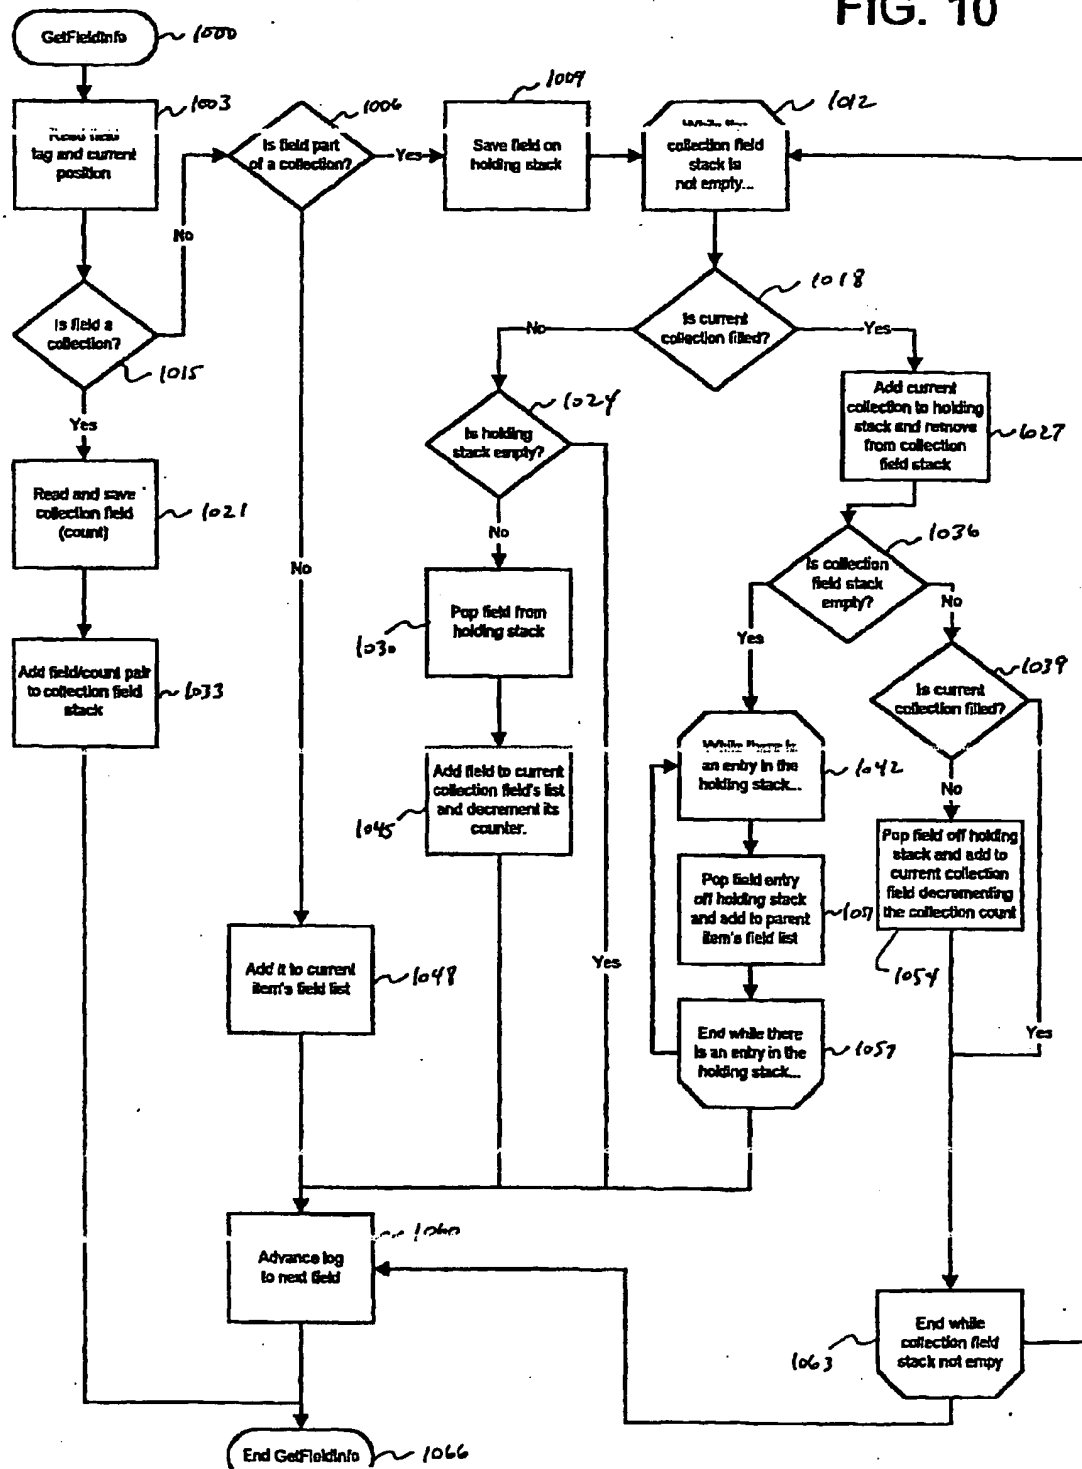 FIG. 10
GetFieldInfo
1000
1003
Read field
tag and current
position
1006
Is field part
of a collection?
Yes
1009
Save field on
holding stack
1012
collection field
stack is
not empty...
No
Is field a
collection?
1015
Yes
1018
Is current
collection filled?
No
Yes
Add current
collection to holding
stack and remove
from collection
field stack
1027
1024
Is holding
stack empty?
Read and save
collection field
(count)
1021
No
1036
Is collection
field stack
empty?
No
Pop field from
holding stack
1030
No
Yes
Add field/count pair
to collection field
stack
1033
1039
Is current
collection filled?
No
While there is
an entry in the
holding stack...
1042
Add field to current
collection field's list
and decrement its
counter.
1045
Pop field off holding
stack and add to
current collection
field decrementing
the collection count
1054
Pop field entry
off holding stack
and add to parent
item's field list
Yes
Add it to current
item's field list
1048
End while there
is an entry in the
holding stack...
1057
Yes
Advance log
to next field
1060
End while
collection field
stack not empy
1063
End GetFieldInfo
1066